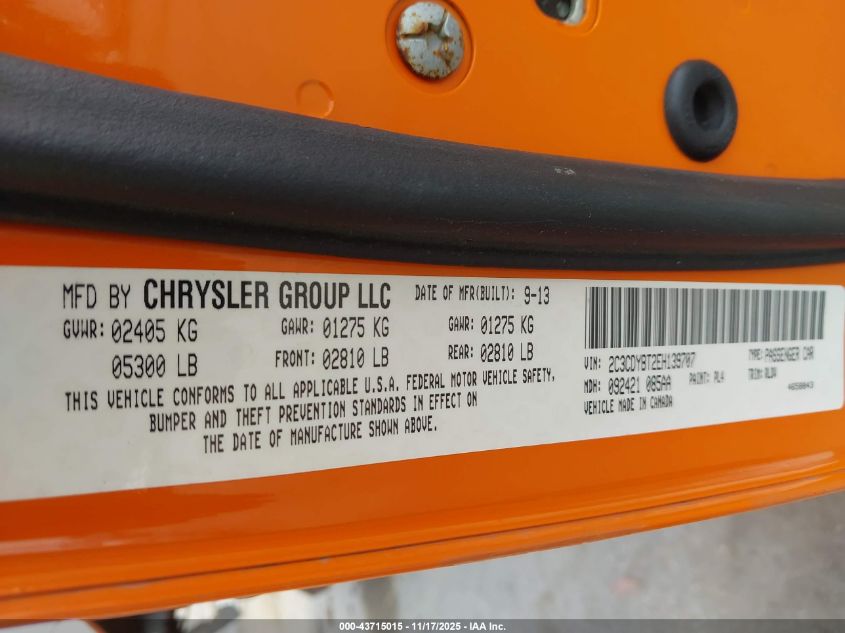 MFD BY CHRYSLER GROUP LLC DATE OF MFR(BUILT): 9-13
GVWR: 02405 KG GAWR: 01275 KG GAWR: 01275 KG
05300 LB FRONT: 02810 LB REAR: 02810 LB
THIS VEHICLE CONFORMS TO ALL APPLICABLE U.S.A. FEDERAL MOTOR VEHICLE SAFETY,
BUMPER AND THEFT PREVENTION STANDARDS IN EFFECT ON
THE DATE OF MANUFACTURE SHOWN ABOVE.
VIN: 2C3CDYBT2EH139707 TYPE: PASSENGER CAR
MDH: 092421 085AA PAINT: PL4 TRIM:
VEHICLE MADE IN CANADA
000-43715015 | 11/17/2025 - IAA Inc.